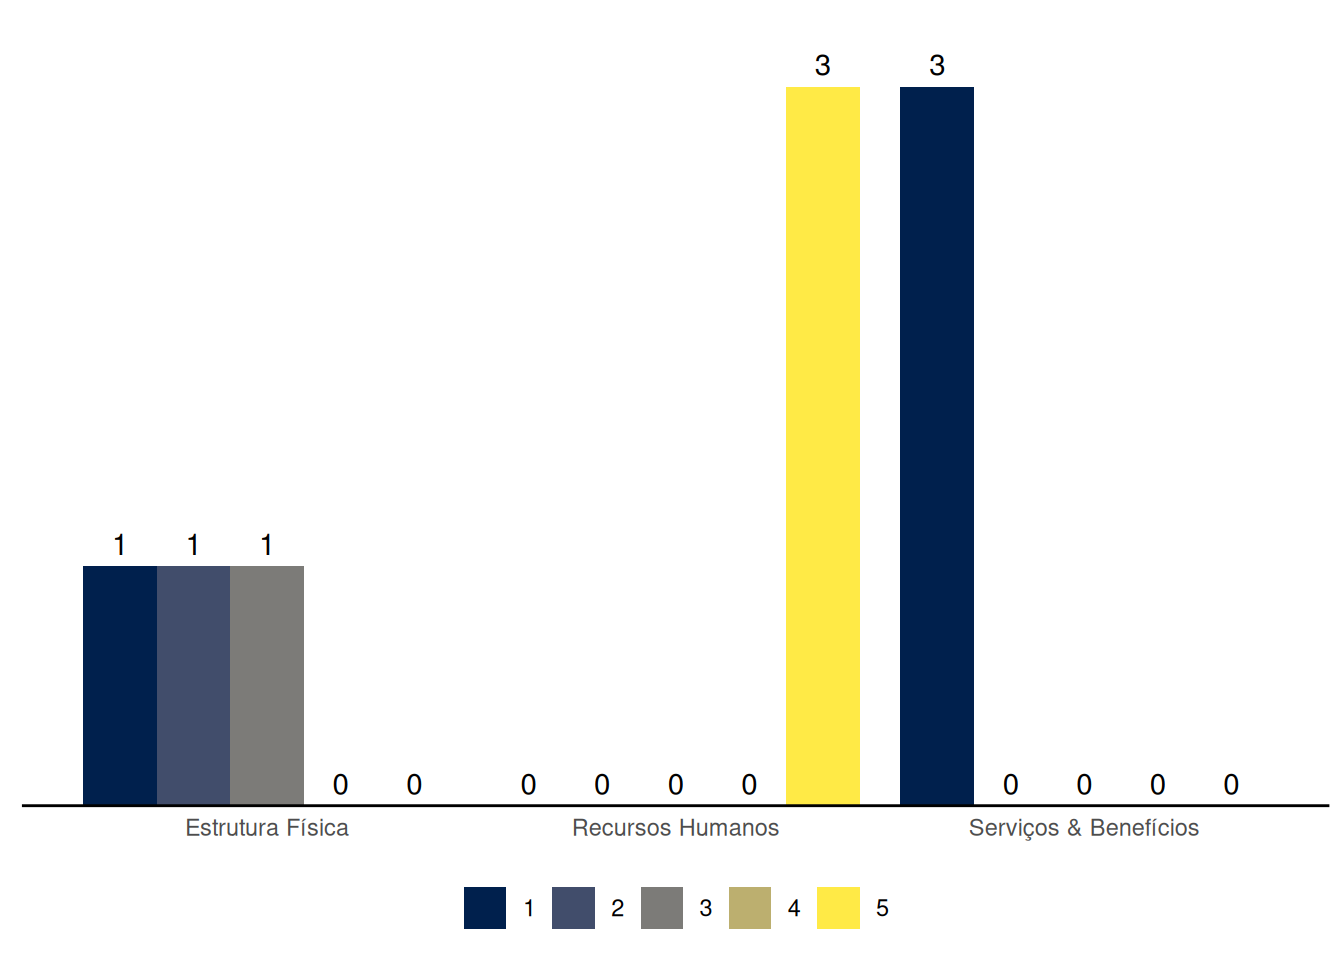 3 3
1 1 1
0 0 0 0 0 0 0 0 0 0
Estrutura Física Recursos Humanos Serviços & Benefícios
1 2 3 4 5